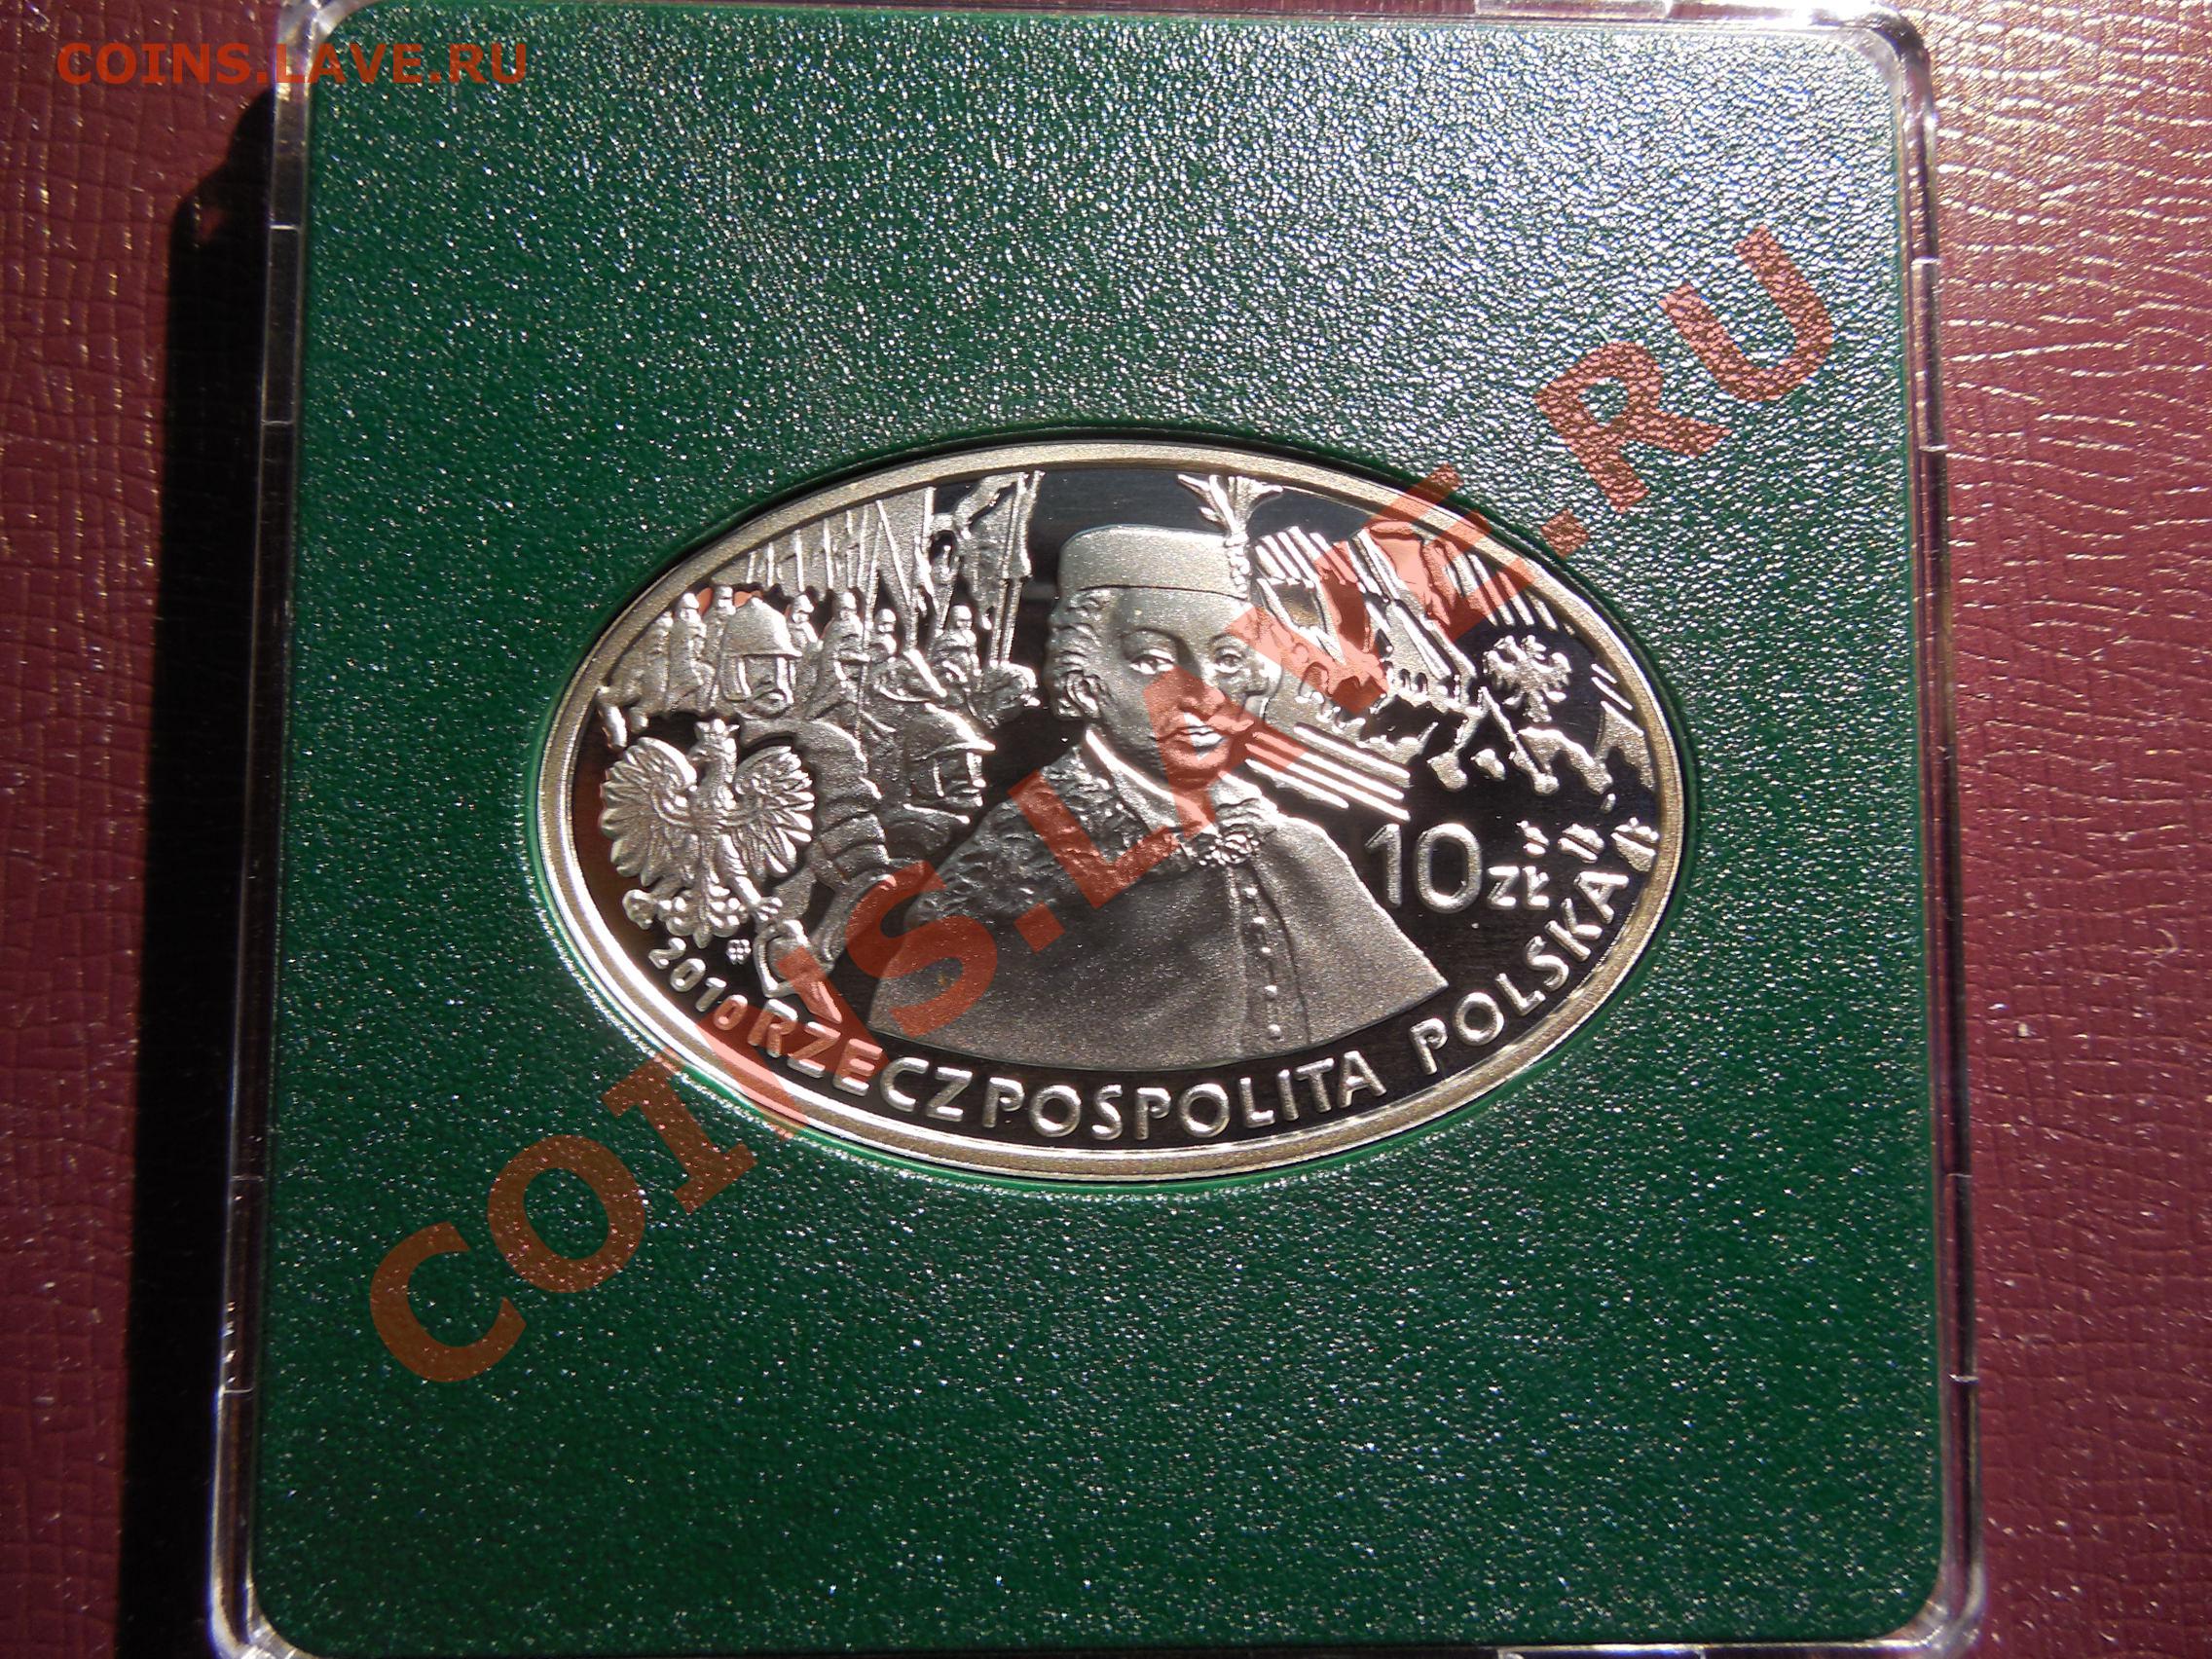 COINS.LAVE.RU
COINS.LAVE.RU
10 ZŁ
2010 RZECZPOSPOLITA POLSKA